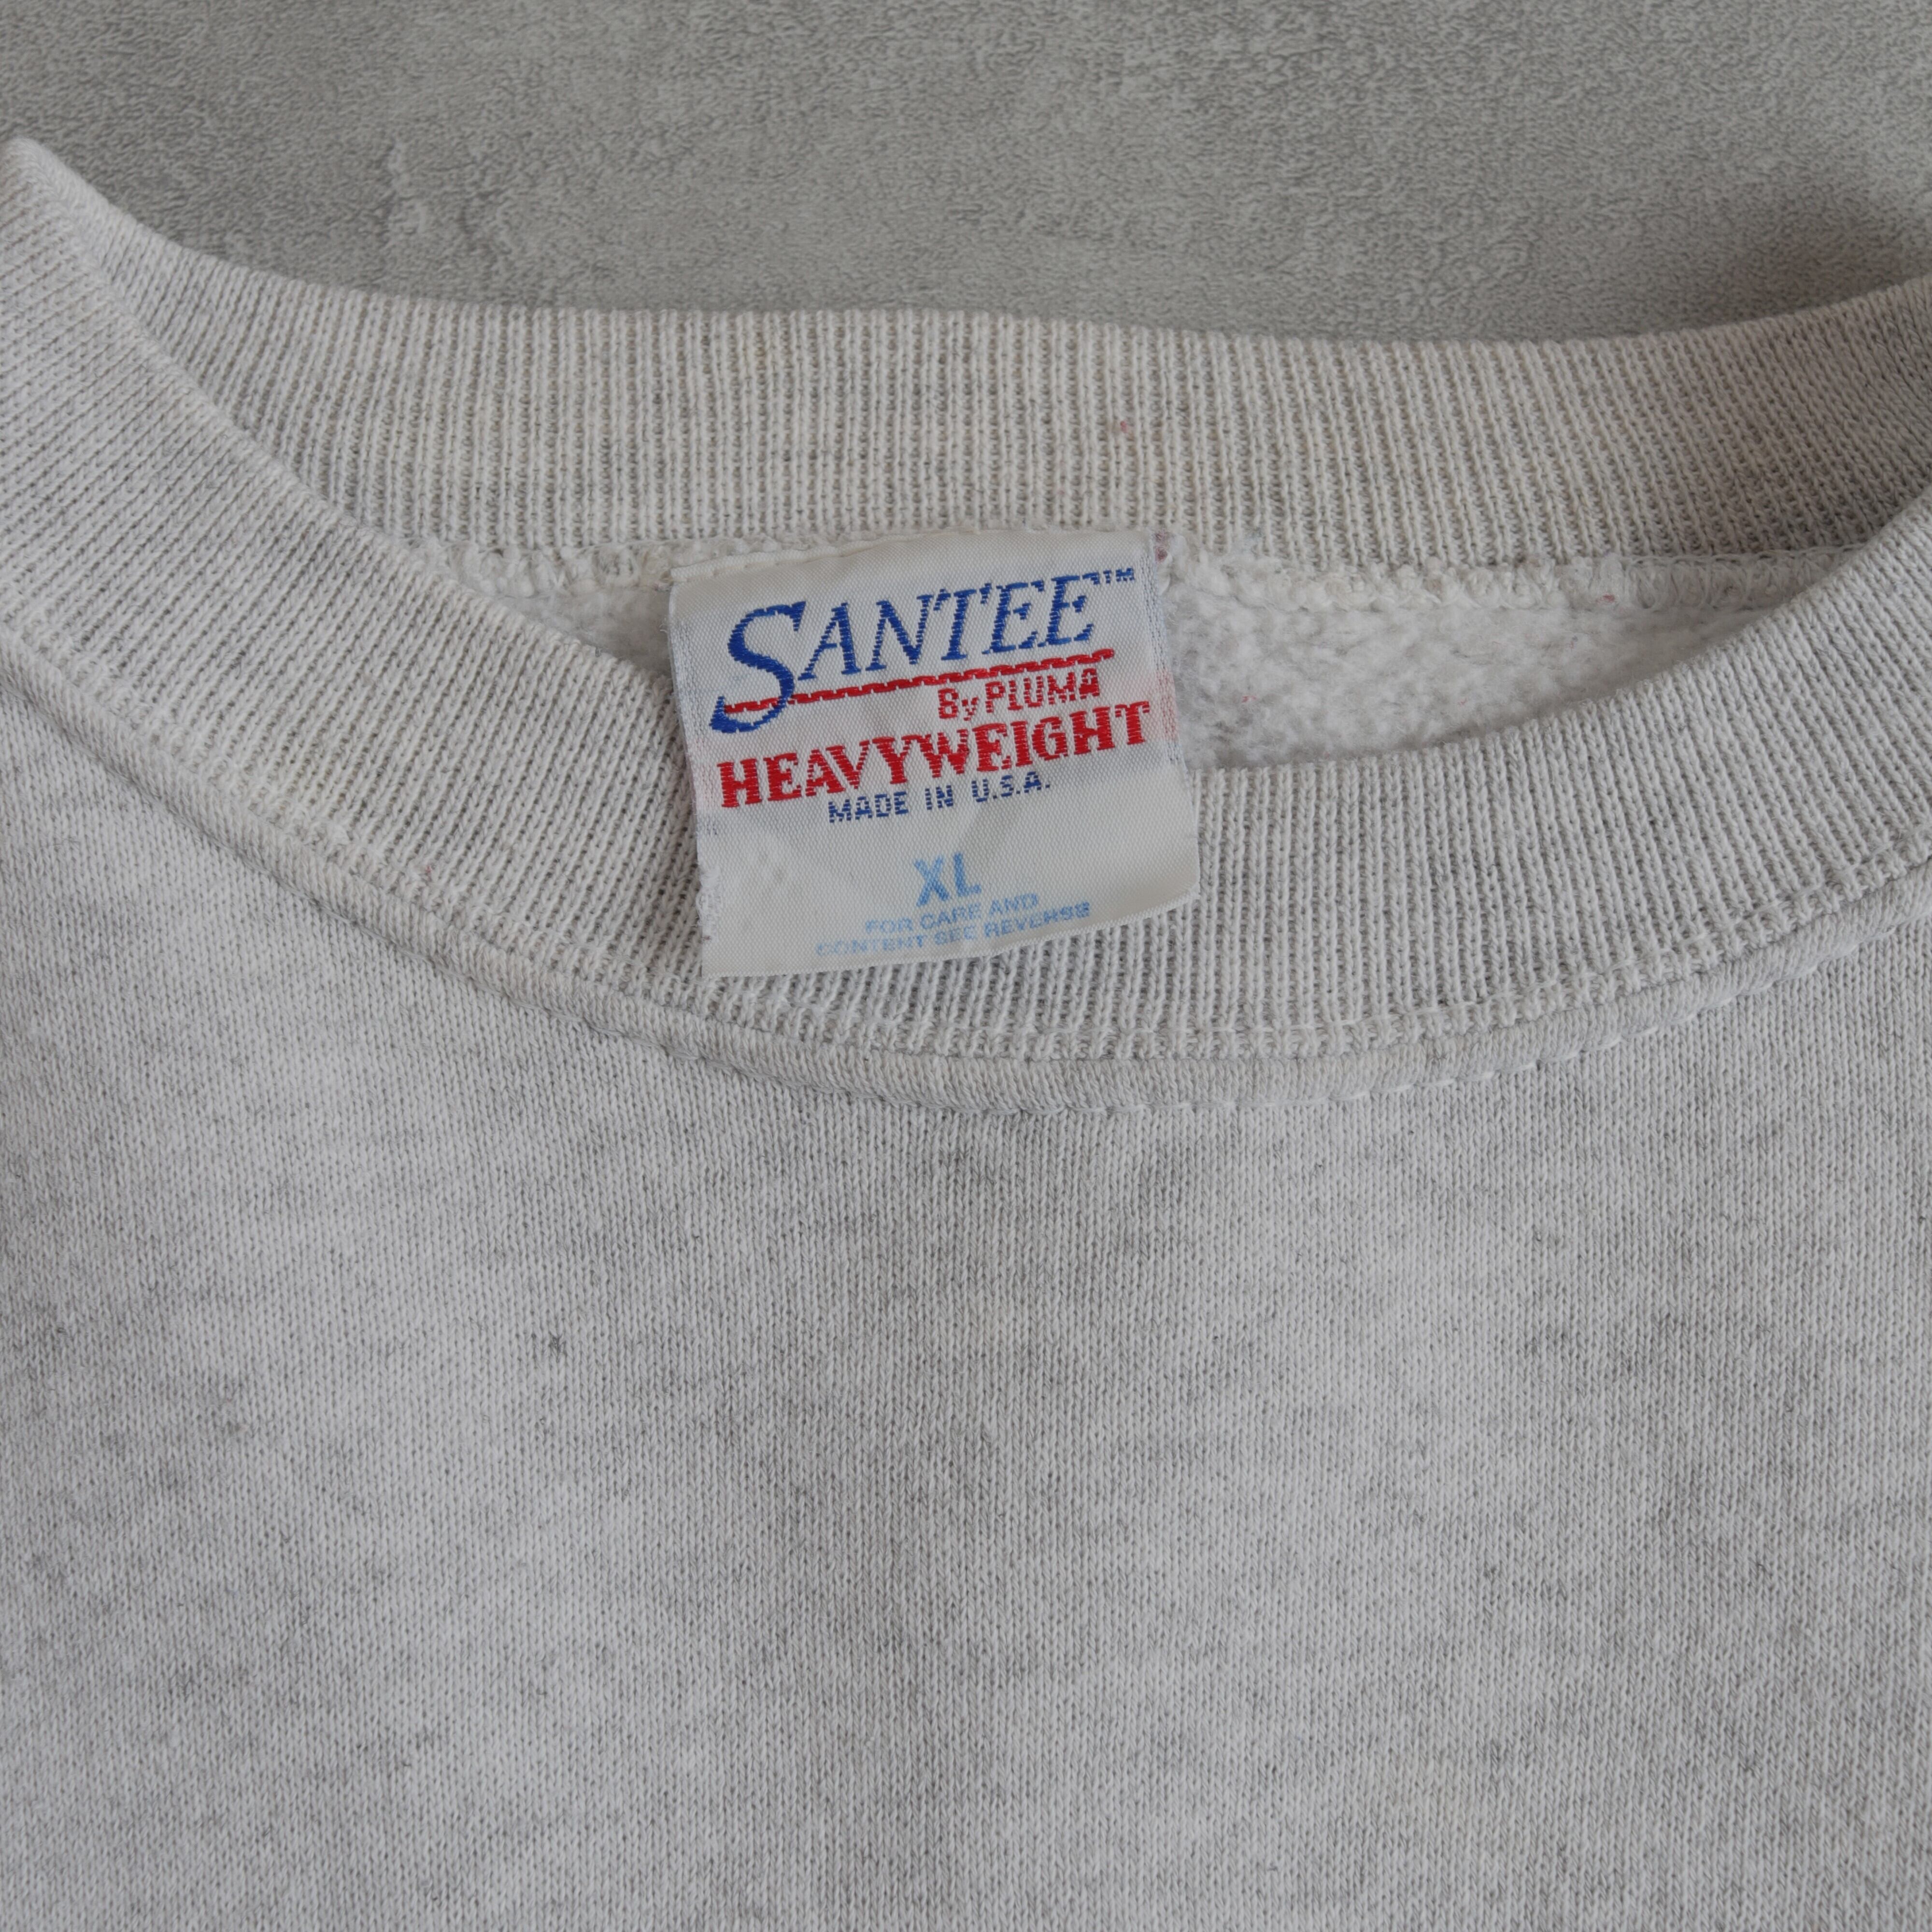 SANTEE™
By PLUMA
HEAVYWEIGHT
MADE IN U.S.A.
XL
FOR CARE AND
CONTENT SEE REVERSE